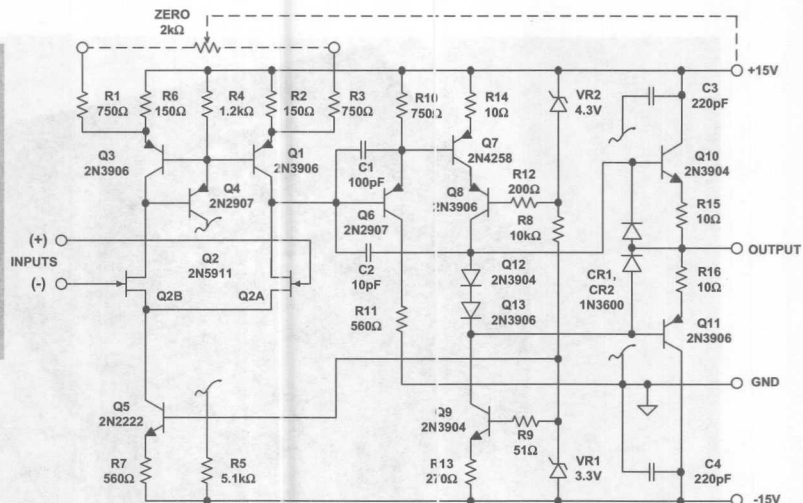 ZERO
2kΩ
+15V
R1
750Ω
R6
150Ω
R4
1.2kΩ
R2
150Ω
R3
750Ω
R10
750Ω
R14
10Ω
VR2
4.3V
C3
220pF
Q3
2N3906
Q1
2N3906
Q7
2N4258
Q10
2N3904
C1
100pF
Q4
2N2907
Q8
2N3906
R12
200Ω
Q6
2N2907
R8
10kΩ
R15
10Ω
(+)
INPUTS
(-)
Q2
2N5911
C2
10pF
Q12
2N3904
OUTPUT
CR1,
CR2
1N3600
R16
10Ω
Q2B
Q2A
Q13
2N3906
R11
560Ω
Q11
2N3906
GND
Q5
2N2222
Q9
2N3904
R9
51Ω
R7
560Ω
R5
5.1kΩ
R13
270Ω
VR1
3.3V
C4
220pF
-15V